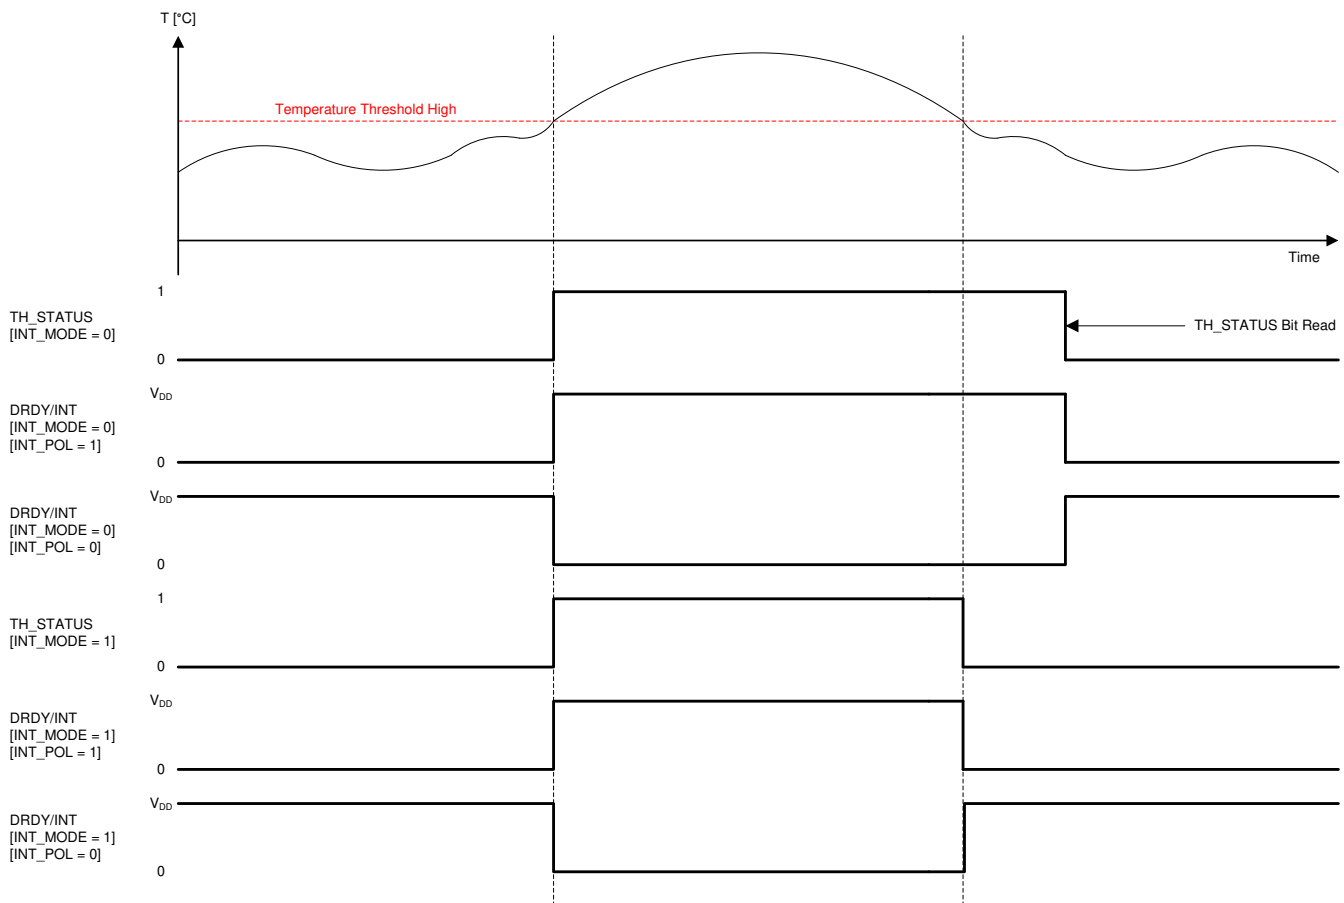 T [°C]
Temperature Threshold High
Time
1
TH_STATUS
[INT_MODE = 0]
TH_STATUS Bit Read
0
VDD
DRDY/INT
[INT_MODE = 0]
[INT_POL = 1]
0
VDD
DRDY/INT
[INT_MODE = 0]
[INT_POL = 0]
0
1
TH_STATUS
[INT_MODE = 1]
0
VDD
DRDY/INT
[INT_MODE = 1]
[INT_POL = 1]
0
VDD
DRDY/INT
[INT_MODE = 1]
[INT_POL = 0]
0